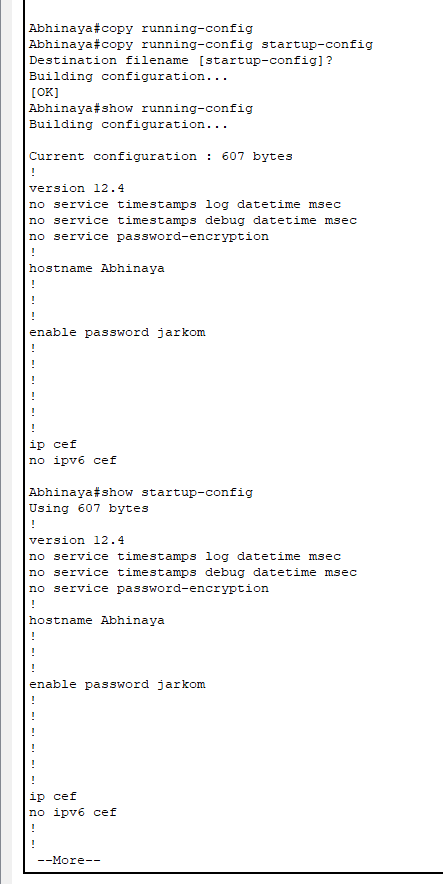 Abhinaya#copy running-config
Abhinaya#copy running-config startup-config
Destination filename [startup-config]?
Building configuration...
[OK]
Abhinaya#show running-config
Building configuration...
Current configuration : 607 bytes
!
version 12.4
no service timestamps log datetime msec
no service timestamps debug datetime msec
no service password-encryption
!
hostname Abhinaya
!
!
!
enable password jarkom
!
!
!
!
!
!
ip cef
no ipv6 cef
Abhinaya#show startup-config
Using 607 bytes
!
version 12.4
no service timestamps log datetime msec
no service timestamps debug datetime msec
no service password-encryption
!
hostname Abhinaya
!
!
!
enable password jarkom
!
!
!
!
!
!
ip cef
no ipv6 cef
!
!
--More--